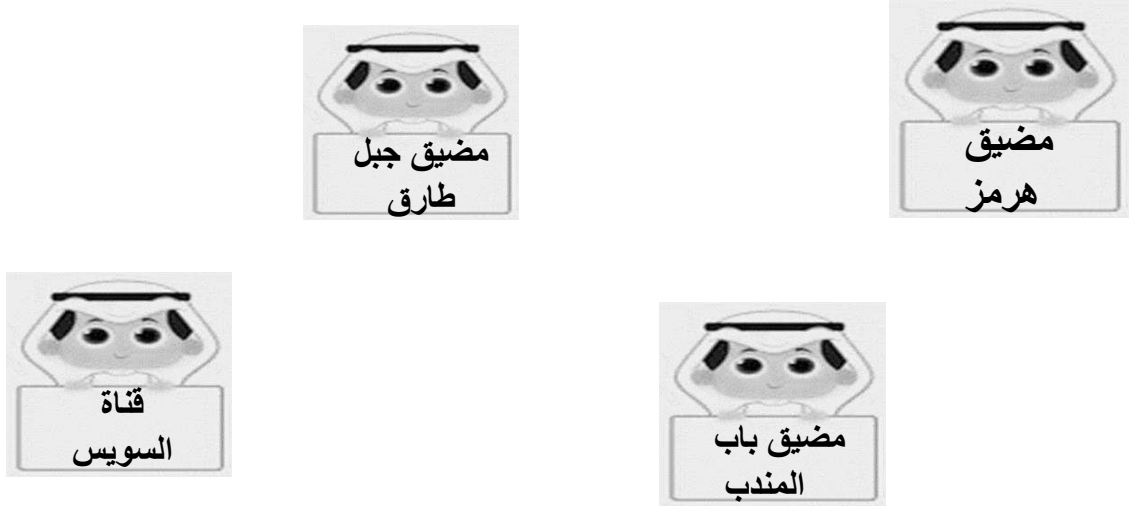 مضيق
هرمز
مضيق جبل
طارق
مضيق باب
المندب
قناة
السويس